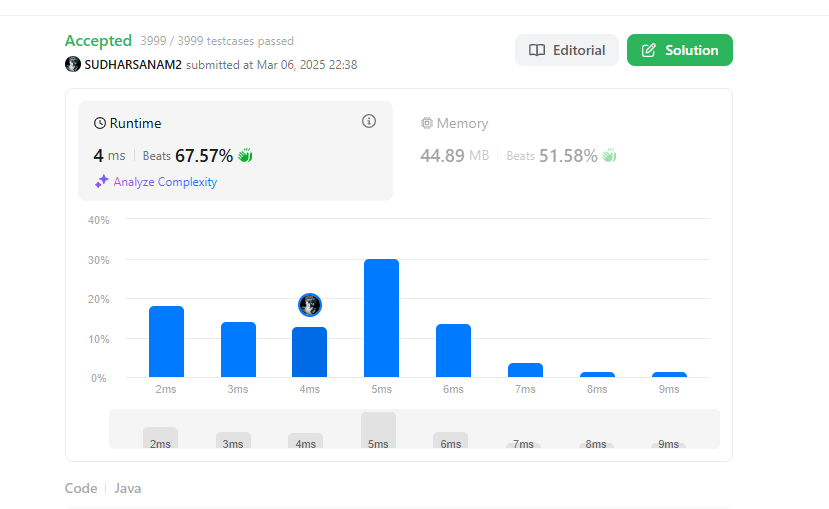 Accepted 3999 / 3999 testcases passed
Editorial
Solution
SUDHARSANAM2 submitted at Mar 06, 2025 22:38
Runtime
4 ms | Beats 67.57%
Analyze Complexity
Memory
44.89 MB | Beats 51.58%
40%
30%
20%
10%
0%
2ms 3ms 4ms 5ms 6ms 7ms 8ms 9ms
2ms 3ms 4ms 5ms 6ms 7ms 8ms 9ms
Code | Java